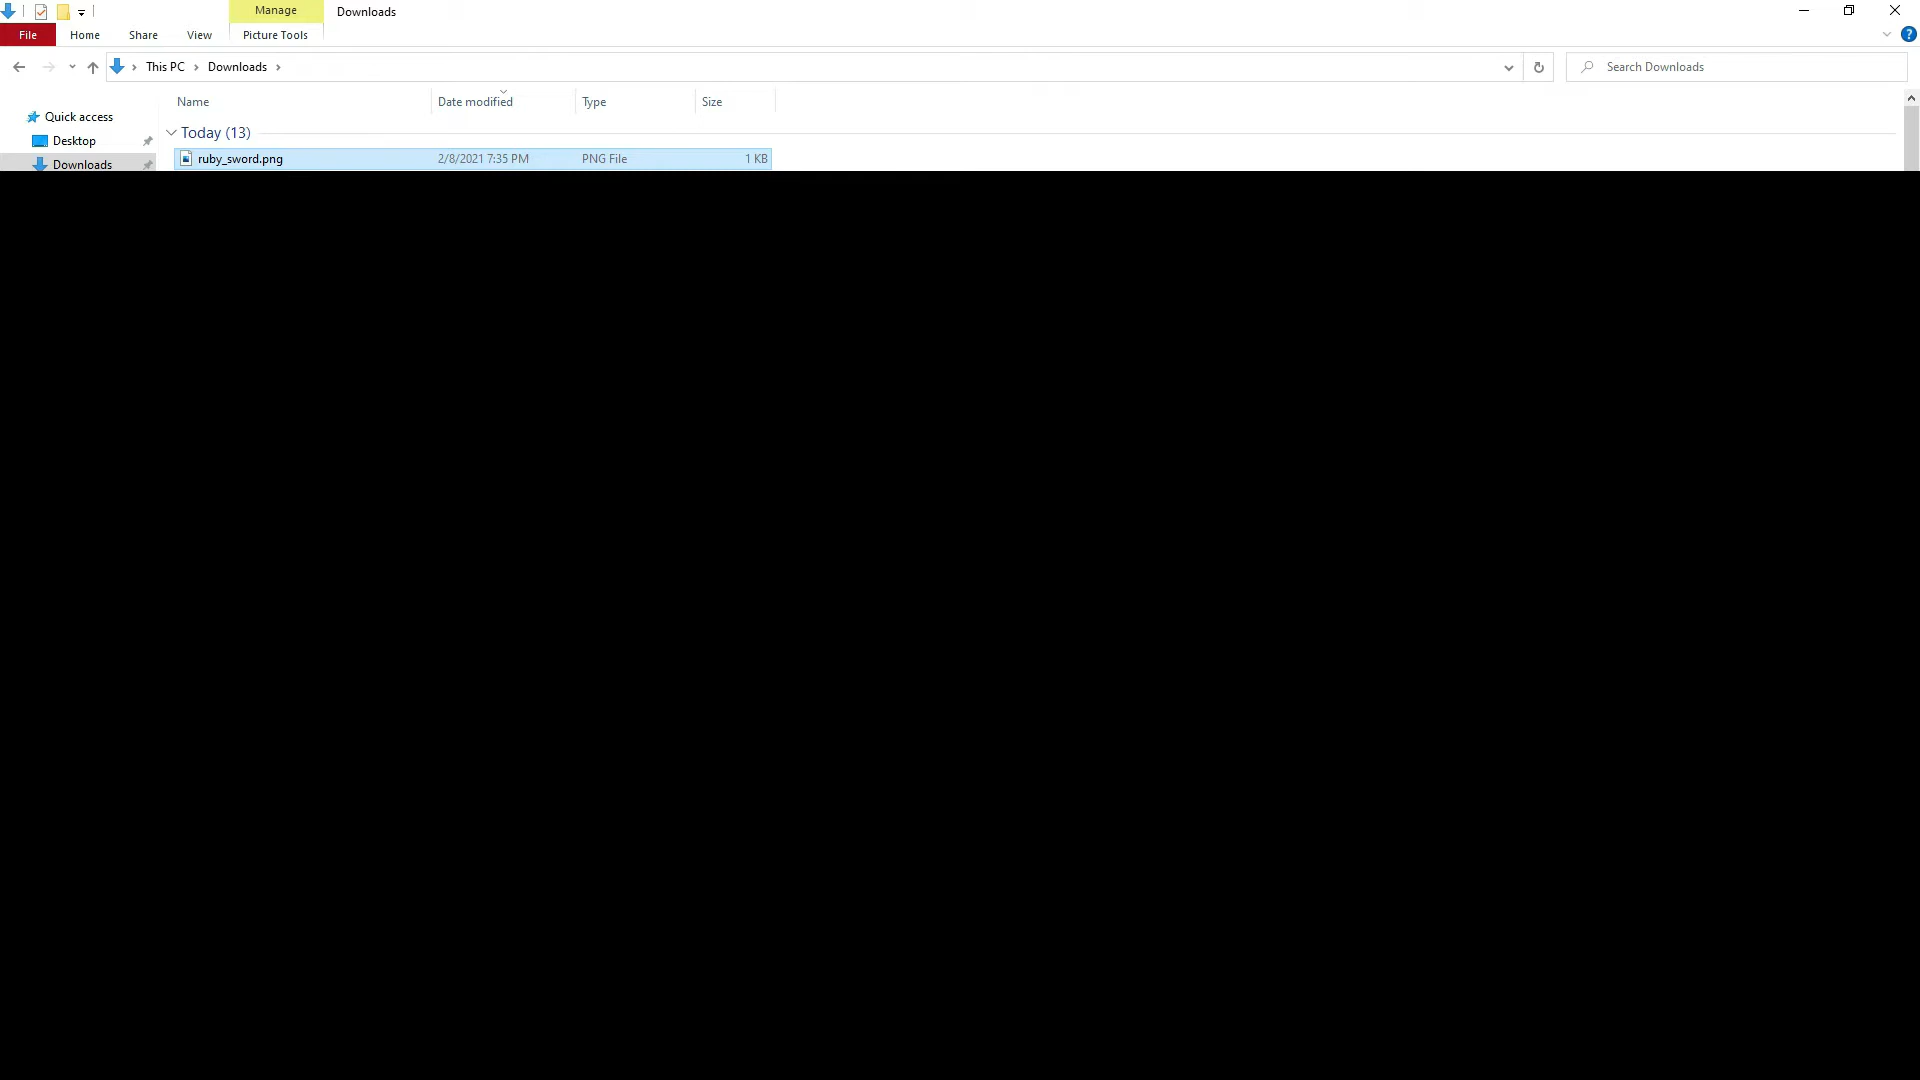 Manage
Downloads
File
Home
Share
View
Picture Tools
?
This PC
Downloads
Search Downloads
Name
Date modified
Type
Size
Quick access
Today (13)
Desktop
ruby_sword.png
2/8/2021 7:35 PM
PNG File
1 KB
Downloads